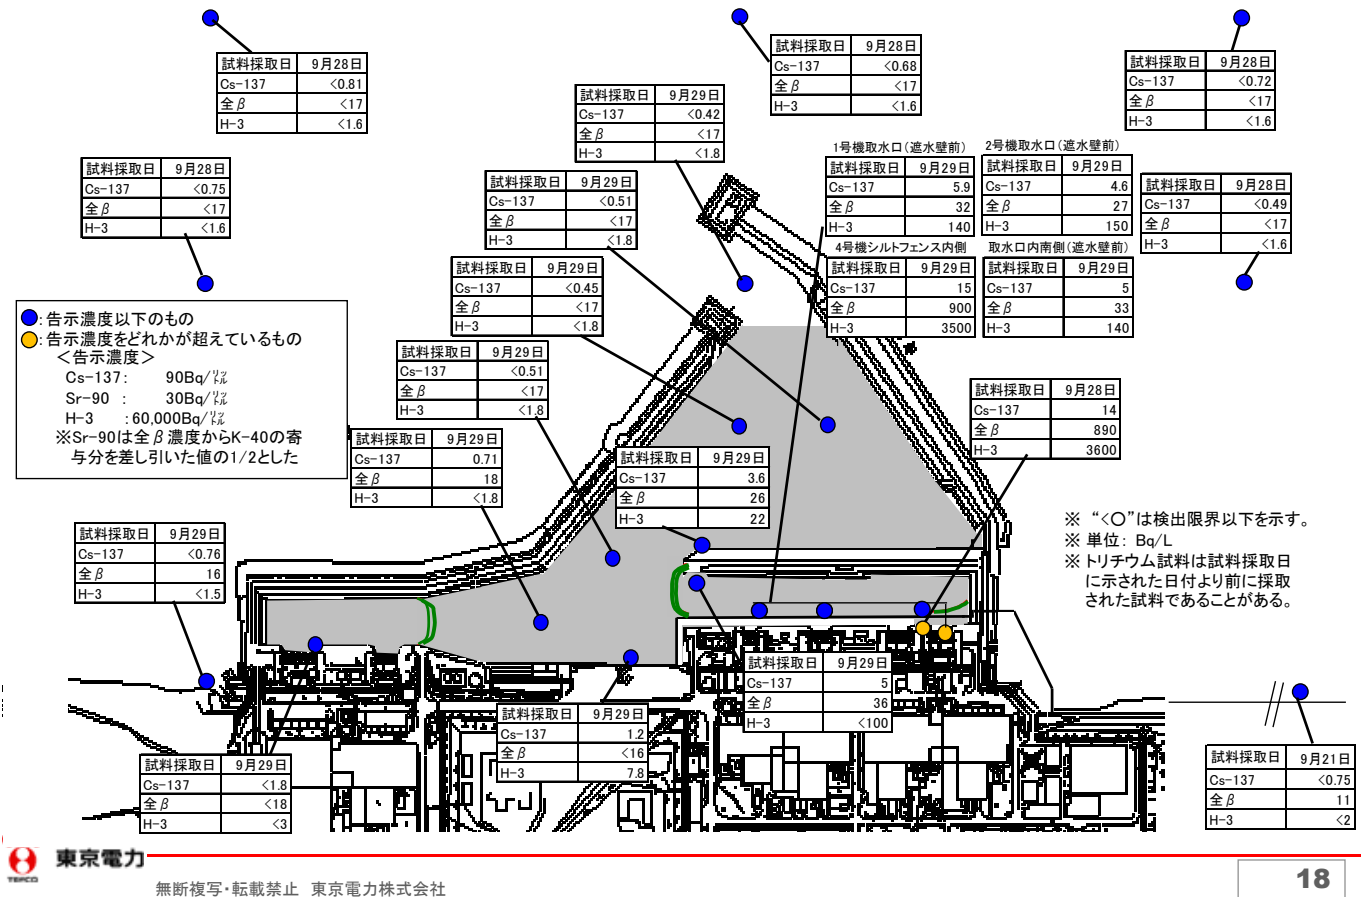 試料採取日 9月28日
Cs-137 <0.81
全β <17
H-3 <1.6
試料採取日 9月28日
Cs-137 <0.68
全β <17
H-3 <1.6
試料採取日 9月28日
Cs-137 <0.72
全β <17
H-3 <1.6
試料採取日 9月29日
Cs-137 <0.42
全β <17
H-3 <1.8
試料採取日 9月28日
Cs-137 <0.75
全β <17
H-3 <1.6
試料採取日 9月29日
Cs-137 <0.51
全β <17
H-3 <1.8
1号機取水口(遮水壁前)
試料採取日 9月29日
Cs-137 5.9
全β 32
H-3 140
2号機取水口(遮水壁前)
試料採取日 9月29日
Cs-137 4.6
全β 27
H-3 150
試料採取日 9月28日
Cs-137 <0.49
全β <17
H-3 <1.6
4号機シルトフェンス内側
試料採取日 9月29日
Cs-137 15
全β 900
H-3 3500
取水口内南側(遮水壁前)
試料採取日 9月29日
Cs-137 5
全β 33
H-3 140
試料採取日 9月29日
Cs-137 <0.45
全β <17
H-3 <1.8
:告示濃度以下のもの
:告示濃度をどれかが超えているもの
<告示濃度>
Cs-137: 90Bq/㍑
Sr-90 : 30Bq/㍑
H-3 :60,000Bq/㍑
※Sr-90は全β濃度からK-40の寄
与分を差し引いた値の1/2とした
試料採取日 9月29日
Cs-137 <0.51
全β <17
H-3 <1.8
試料採取日 9月28日
Cs-137 14
全β 890
H-3 3600
試料採取日 9月29日
Cs-137 0.71
全β 18
H-3 <1.8
試料採取日 9月29日
Cs-137 3.6
全β 26
H-3 22
※ “<○”は検出限界以下を示す。
※ 単位: Bq/L
※ トリチウム試料は試料採取日
に示された日付より前に採取
された試料であることがある。
試料採取日 9月29日
Cs-137 <0.76
全β 16
H-3 <1.5
試料採取日 9月29日
Cs-137 5
全β 36
H-3 <100
試料採取日 9月29日
Cs-137 1.2
全β <16
H-3 7.8
試料採取日 9月29日
Cs-137 <1.8
全β <18
H-3 <3
試料採取日 9月21日
Cs-137 <0.75
全β 11
H-3 <2
TEPCO
東京電力
無断複写・転載禁止 東京電力株式会社
18